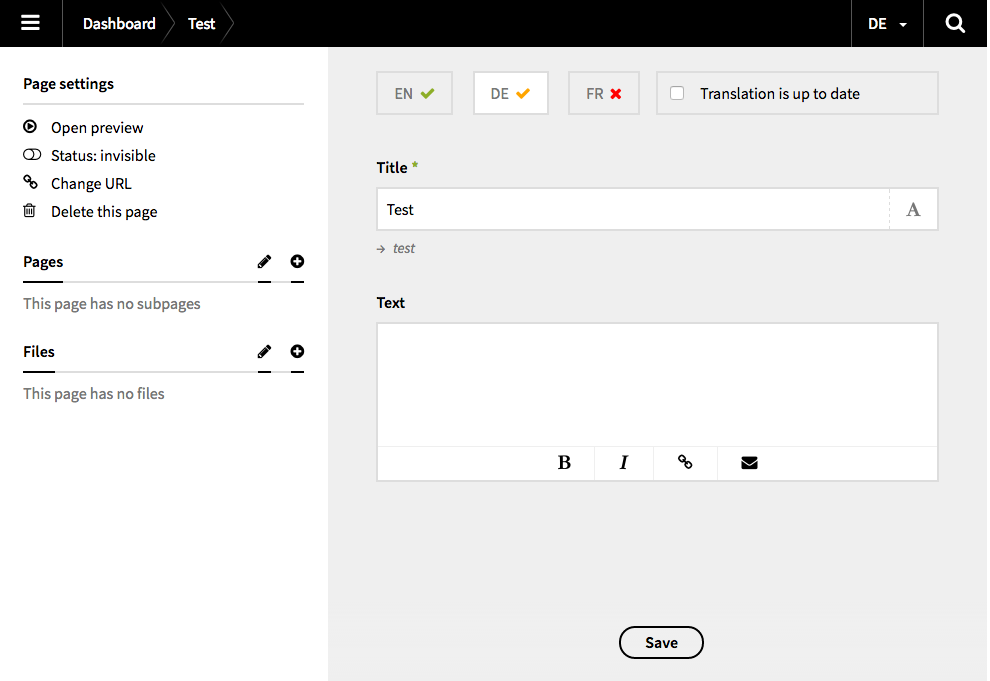 Dashboard Test DE
Page settings
Open preview
Status: invisible
Change URL
Delete this page
Pages
This page has no subpages
Files
This page has no files
EN DE FR Translation is up to date
Title *
Test A
→ test
Text
B I
Save